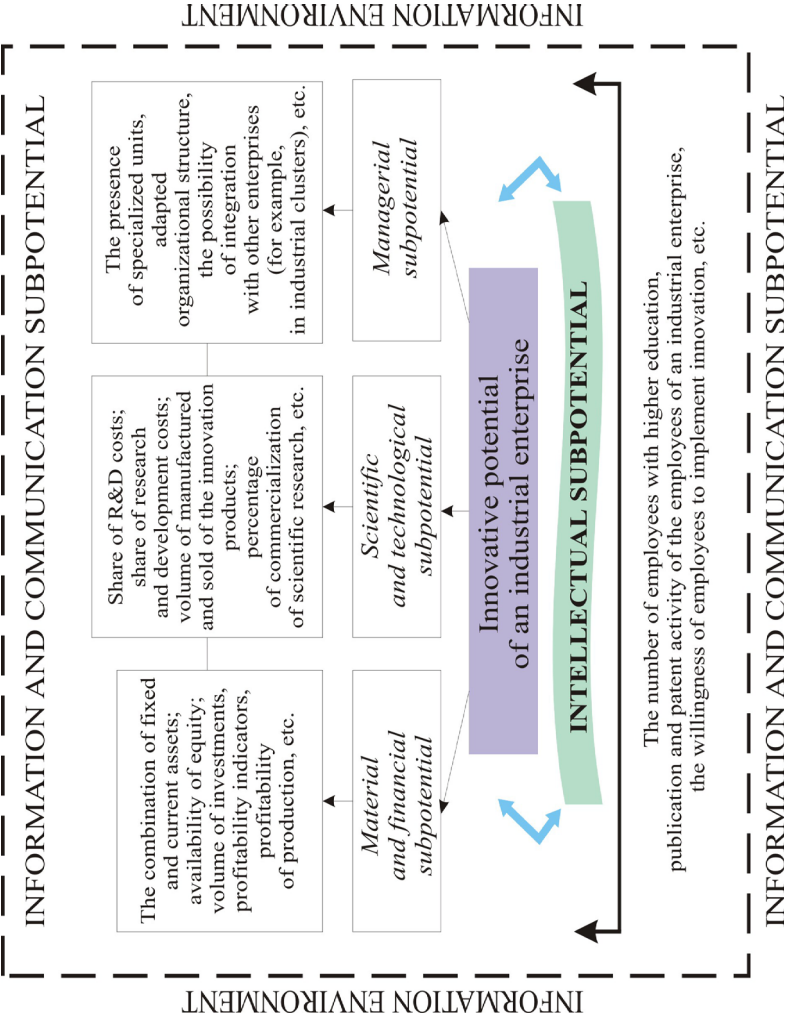 INFORMATION ENVIRONMENT
INFORMATION AND COMMUNICATION SUBPOTENTIAL
The combination of fixed
and current assets;
availability of equity;
volume of investments,
profitability indicators,
profitability
of production, etc.
Share of R&D costs;
share of research
and development costs;
volume of manufactured
and sold of the innovation
products;
percentage
of commercialization
of scientific research, etc.
The presence
of specialized units,
adapted
organizational structure,
the possibility
of integration
with other enterprises
(for example,
in industrial clusters), etc.
Material
and financial
subpotential
Scientific
and technological
subpotential
Managerial
subpotential
Innovative potential
of an industrial enterprise
INTELLECTUAL SUBPOTENTIAL
The number of employees with higher education,
publication and patent activity of the employees of an industrial enterprise,
the willingness of employees to implement innovation, etc.
INFORMATION AND COMMUNICATION SUBPOTENTIAL
INFORMATION ENVIRONMENT